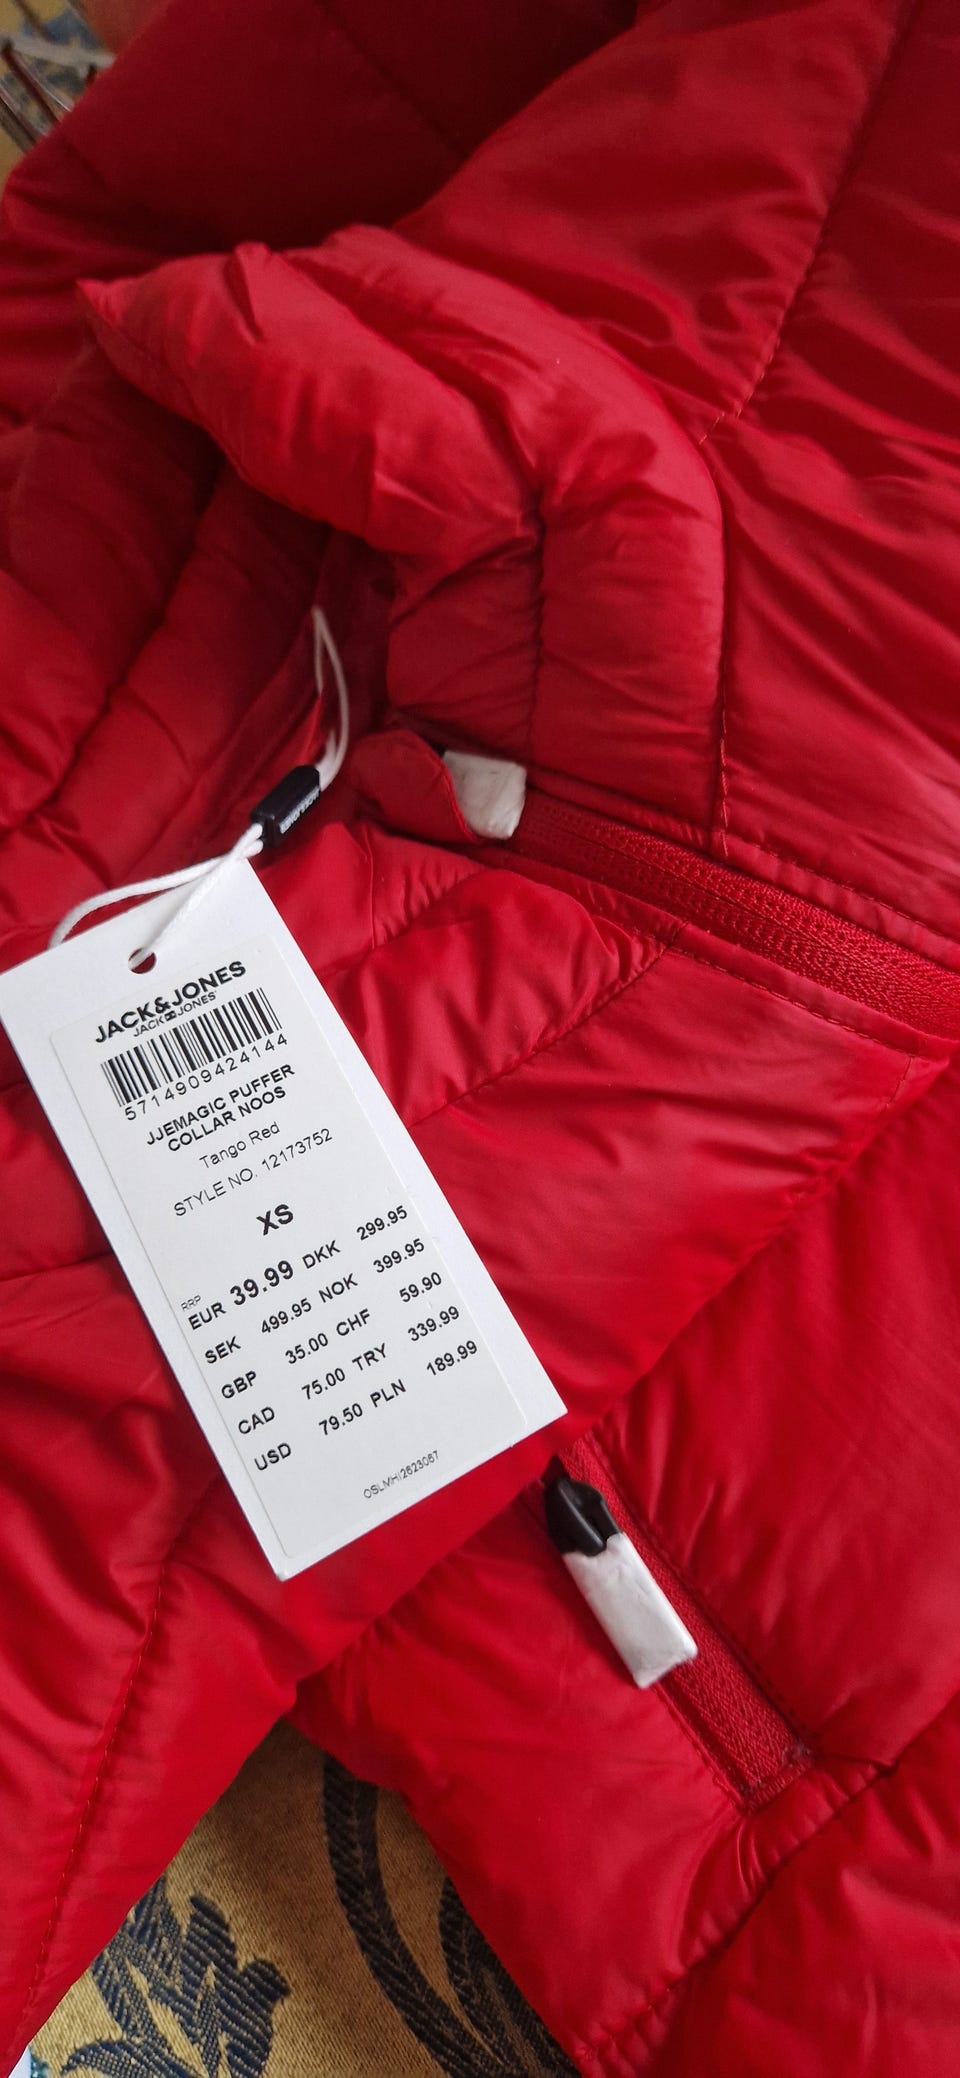 JACK&JONES
JACK JONES
5714909424144
JJEMAGIC PUFFER
COLLAR NOOS
Tango Red
STYLE NO. 12173752
XS
RRP
EUR 39.99 DKK 299.95
SEK 499.95 NOK 399.95
GBP 35.00 CHF 59.90
CAD 75.00 TRY 339.99
USD 79.50 PLN 189.99